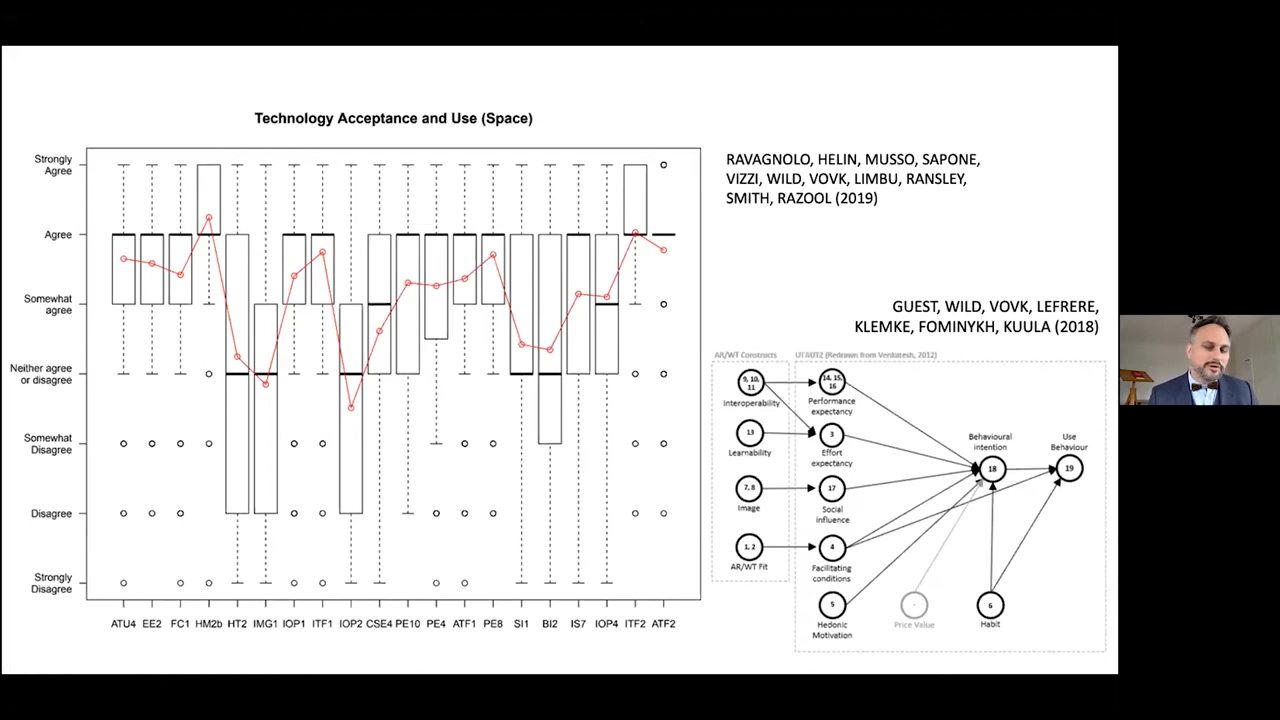 Technology Acceptance and Use (Space)
Strongly
Agree
Agree
Somewhat
agree
Neither agree
or disagree
Somewhat
Disagree
Disagree
Strongly
Disagree
ATU4 EE2 FC1 HM2b HT2 IMG1 IOP1 ITF1 IOP2 CSE4 PE10 PE4 ATF1 PE8 SI1 BI2 IS7 IOP4 ITF2 ATF2
RAVAGNOLO, HELIN, MUSSO, SAPONE,
VIZZI, WILD, VOVK, LIMBU, RANSLEY,
SMITH, RAZOOL (2019)
GUEST, WILD, VOVK, LEFRERE,
KLEMKE, FOMINYKH, KUULA (2018)
AR/WT Constructs
UTAUT2 (Redrawn from Venkatesh, 2012)
9, 10,
11
Interoperability
14, 15,
16
Performance
expectancy
13
Learnability
3
Effort
expectancy
7, 8
Image
17
Social
influence
1, 2
AR/WT Fit
4
Facilitating
conditions
5
Hedonic
Motivation
-
Price Value
6
Habit
Behavioural
intention
18
Use
Behaviour
19